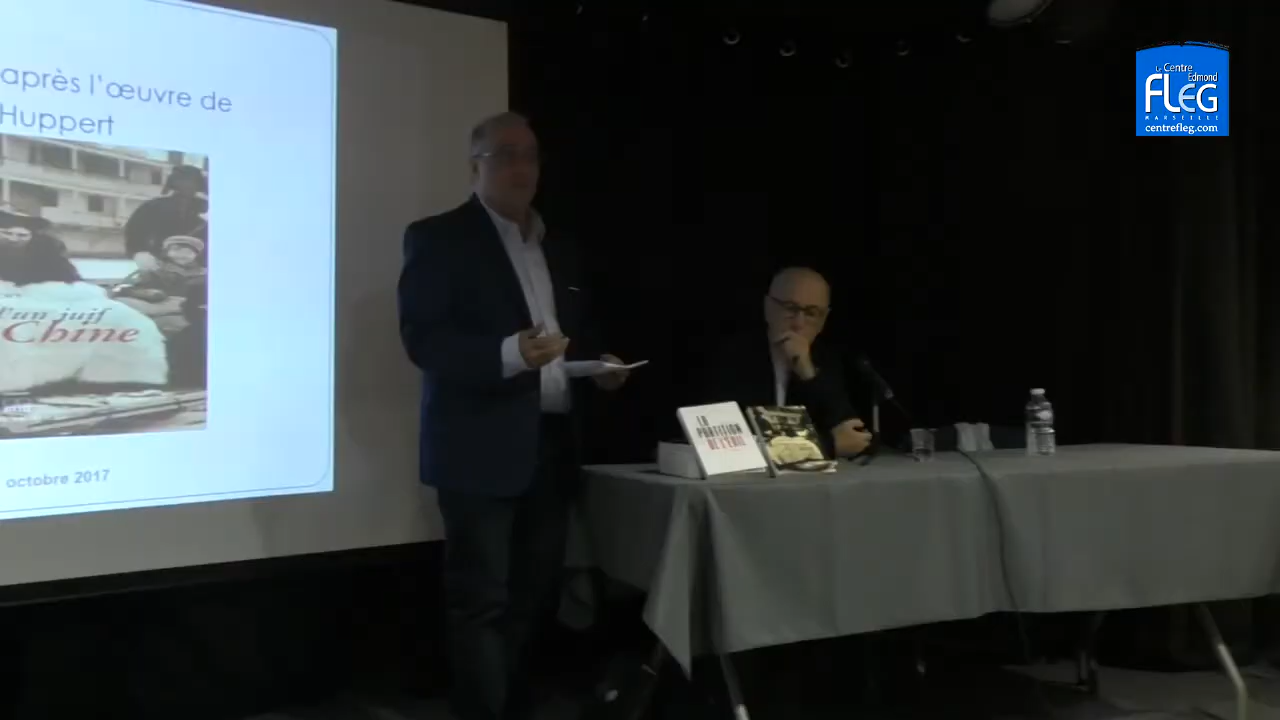 après l'œuvre de
Huppert
d'un juif
Chine
octobre 2017
LA
PARTITION
DE L'EXIL
Le Centre
Edmond
FLEG
MARSEILLE
centrefleg.com